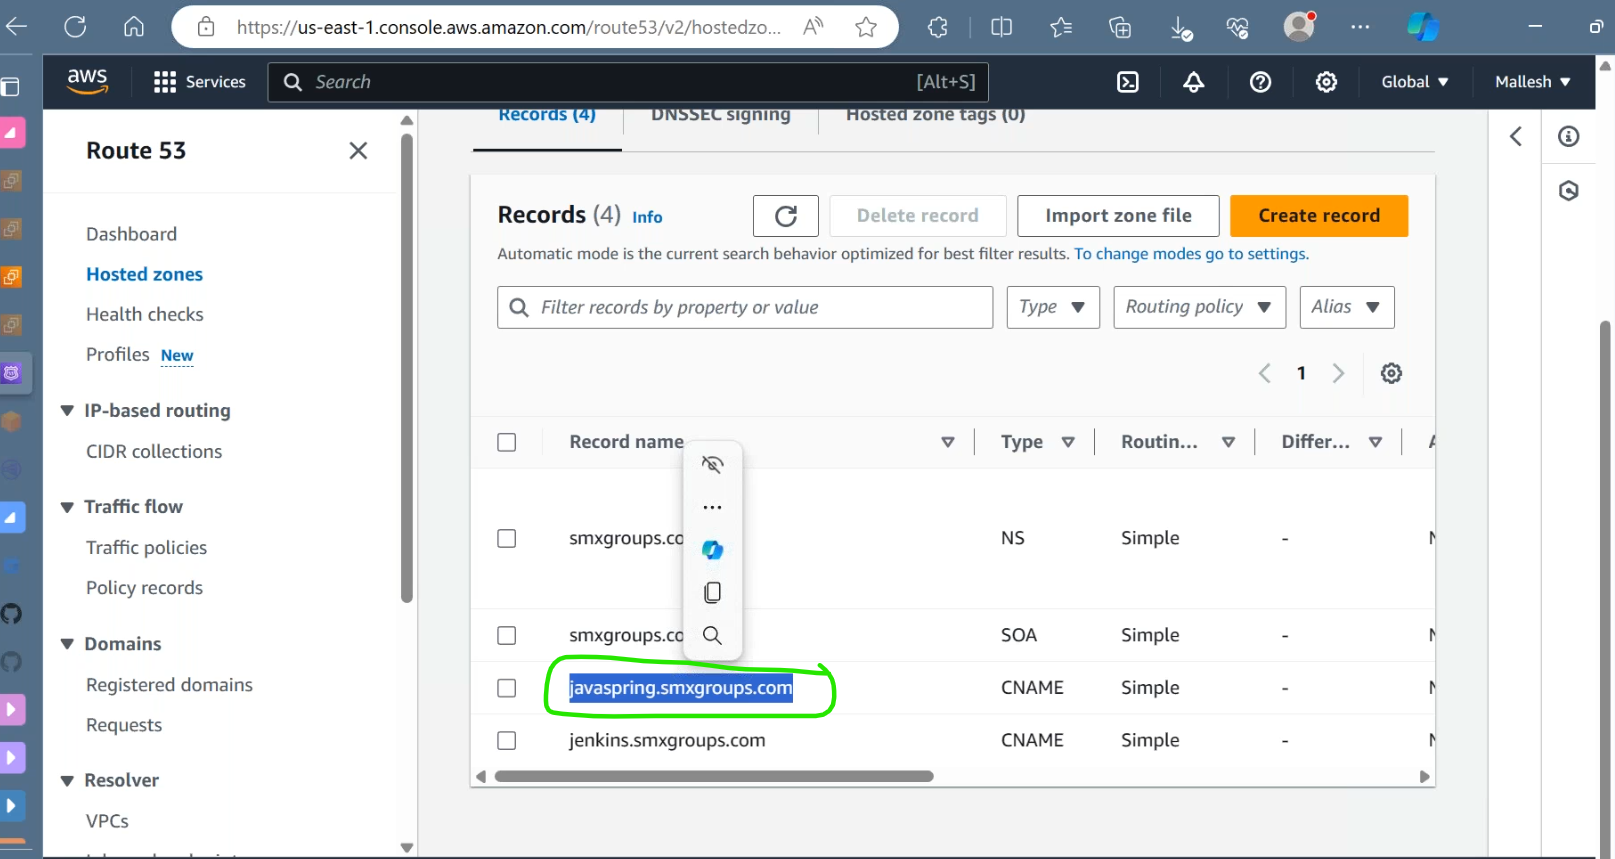 https://us-east-1.console.aws.amazon.com/route53/v2/hostedzo...
aws
Services
Search
[Alt+S]
Global
Mallesh
Route 53
Dashboard
Hosted zones
Health checks
Profiles New
IP-based routing
CIDR collections
Traffic flow
Traffic policies
Policy records
Domains
Registered domains
Requests
Resolver
VPCs
Records (4)
DNSSEC signing
Hosted zone tags (0)
Records (4) Info
Delete record
Import zone file
Create record
Automatic mode is the current search behavior optimized for best filter results. To change modes go to settings.
Filter records by property or value
Type
Routing policy
Alias
1
Record name Type Routin... Differ...
smxgroups.co NS Simple -
smxgroups.co SOA Simple -
javaspring.smxgroups.com CNAME Simple -
jenkins.smxgroups.com CNAME Simple -